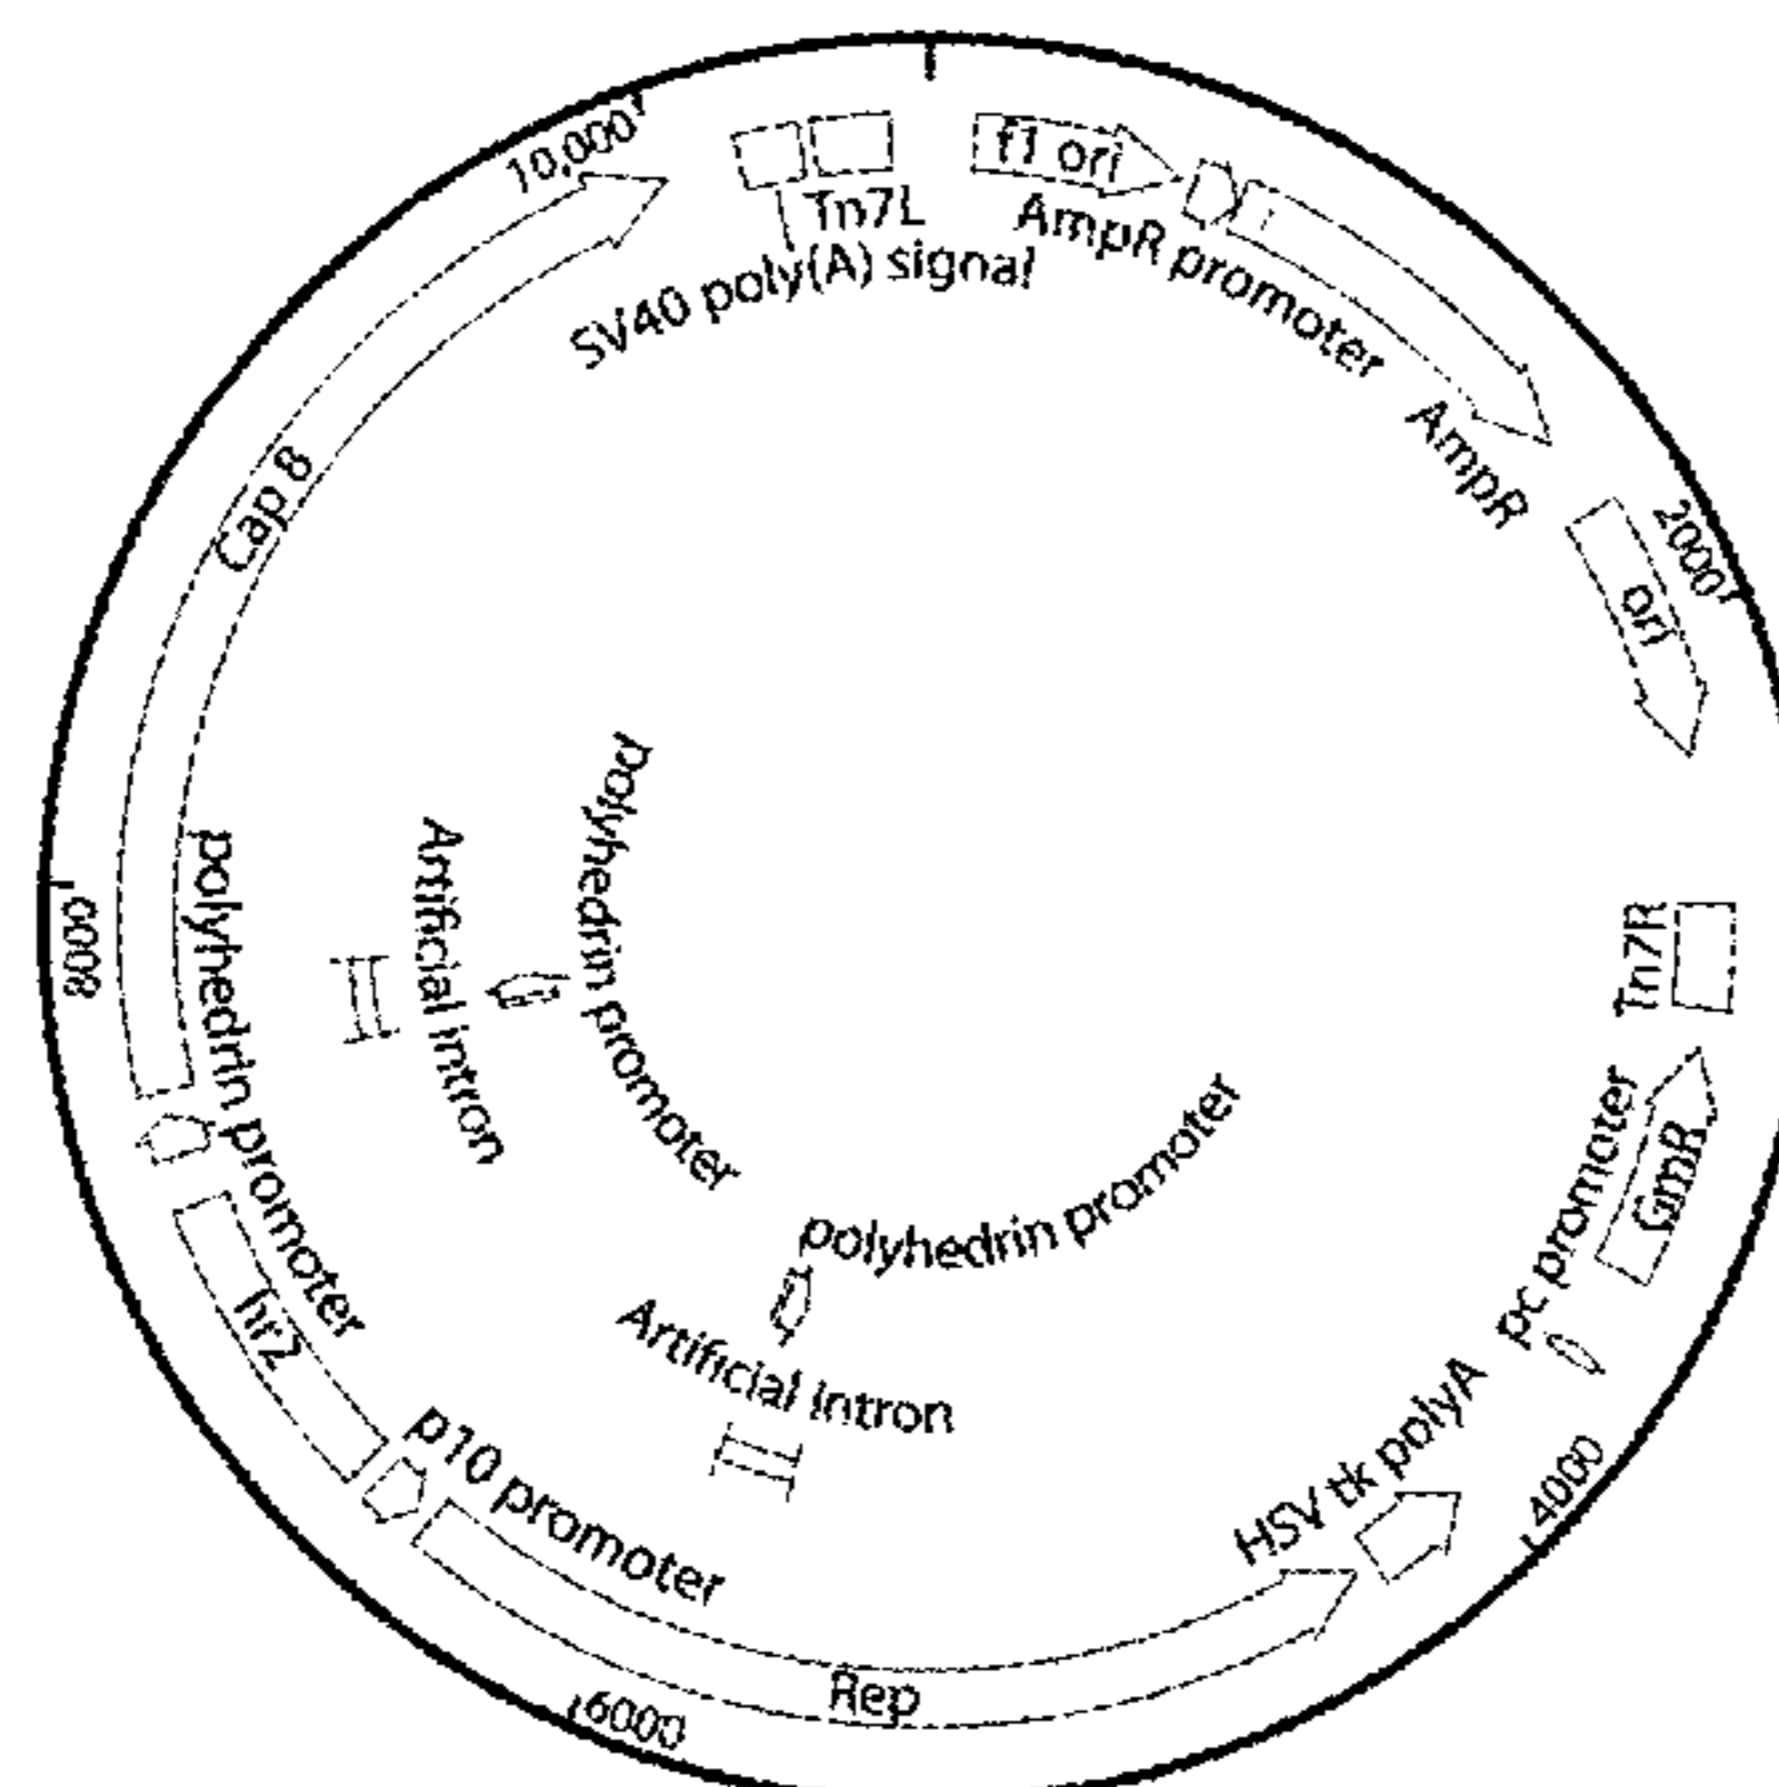 10,000
f1 ori
Tn7L
AmpR promoter
SV40 poly(A) signal
AmpR
Cap 8
2000
ori
polyhedrin promoter
Artificial intron
polyhedrin promoter
8000
Tn7R
polyhedrin promoter
pc promoter
GmR
Artificial intron
hr2
p10 promoter
HSV tk polyA
4000
Rep
6000